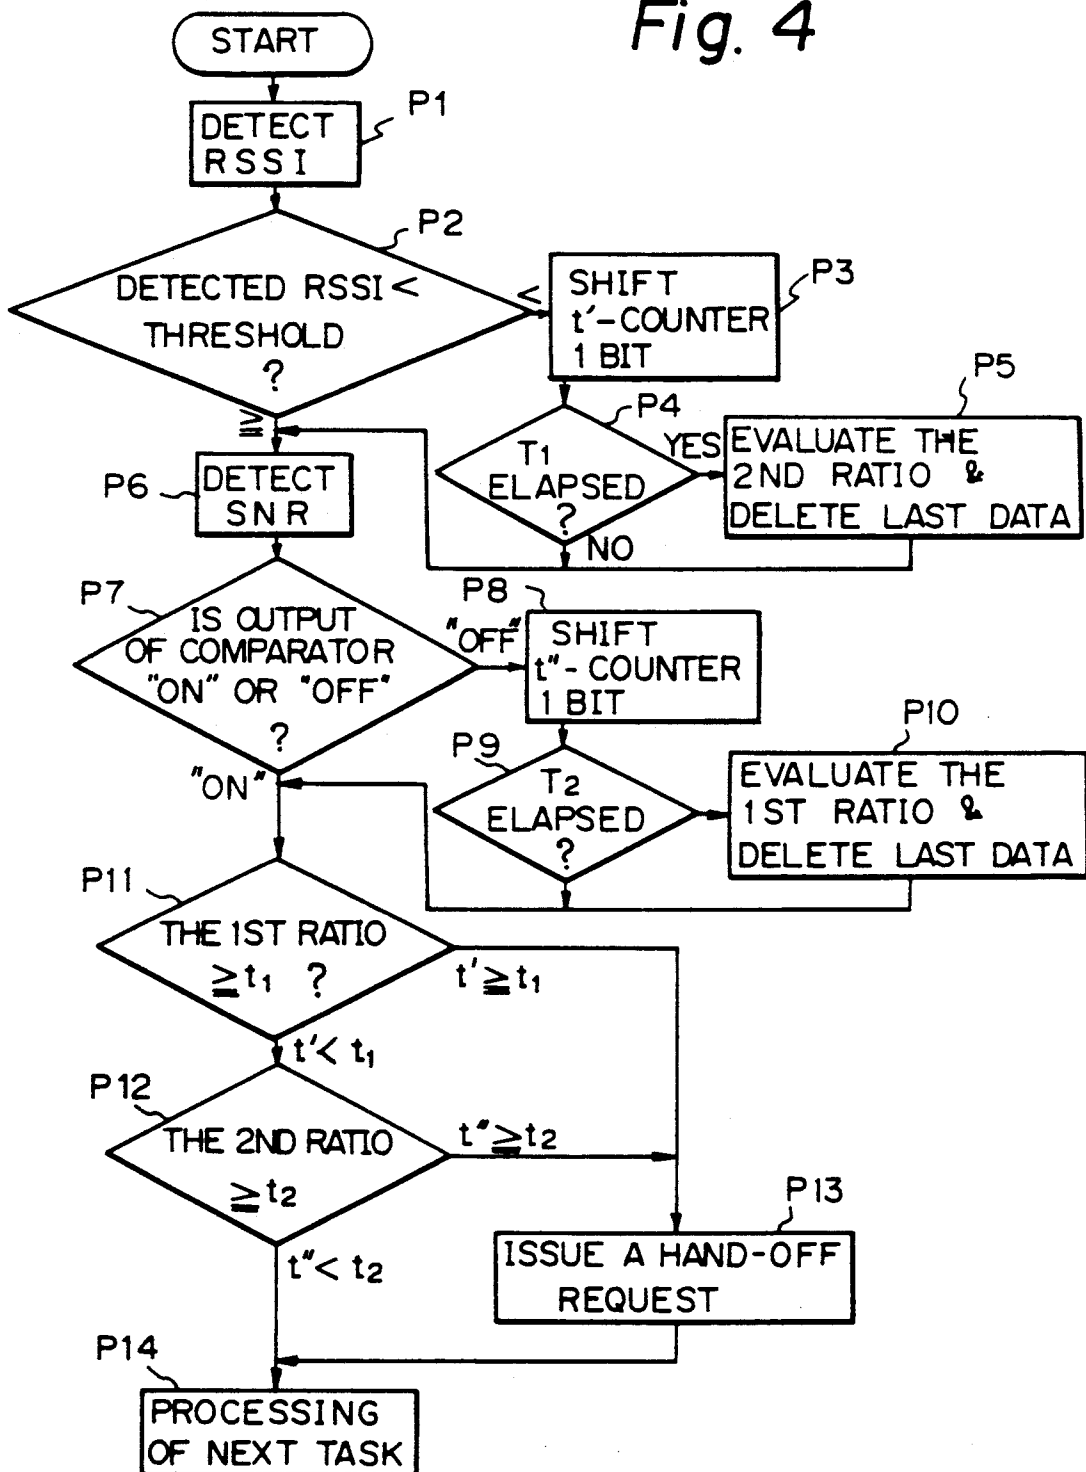 Fig. 4
START
P1
DETECT
RSSI
P2
DETECTED RSSI <
THRESHOLD
?
<
≧
P3
SHIFT
t'-COUNTER
1 BIT
P4
T1
ELAPSED
?
YES
NO
P5
EVALUATE THE
2ND RATIO &
DELETE LAST DATA
P6
DETECT
SNR
P7
IS OUTPUT
OF COMPARATOR
"ON" OR "OFF"
?
"OFF"
"ON"
P8
SHIFT
t"-COUNTER
1 BIT
P9
T2
ELAPSED
?
P10
EVALUATE THE
1ST RATIO &
DELETE LAST DATA
P11
THE 1ST RATIO
≧ t1 ?
t' ≧ t1
t' < t1
P12
THE 2ND RATIO
≧ t2
t" ≧ t2
t" < t2
P13
ISSUE A HAND-OFF
REQUEST
P14
PROCESSING
OF NEXT TASK